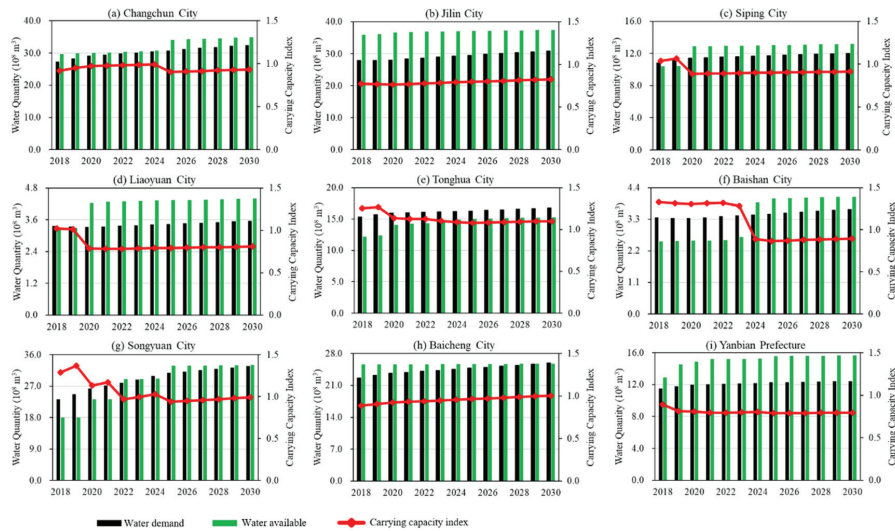 (a) Changchun City
(b) Jilin City
(c) Siping City
Water Quantity (10⁸ m³)
40.0
30.0
20.0
10.0
0.0
1.5
1.0
0.5
0.0
Carrying Capacity Index
2018 2020 2022 2024 2026 2028 2030
Water Quantity (10⁸ m³)
40.0
30.0
20.0
10.0
0.0
1.5
1.0
0.5
0.0
Carrying Capacity Index
2018 2020 2022 2024 2026 2028 2030
Water Quantity (10⁸ m³)
16.0
12.0
8.0
4.0
0.0
1.5
1.0
0.5
0.0
Carrying Capacity Index
2018 2020 2022 2024 2026 2028 2030
(d) Liaoyuan City
(e) Tonghua City
(f) Baishan City
Water Quantity (10⁸ m³)
4.8
3.6
2.4
1.2
0.0
1.5
1.0
0.5
0.0
Carrying Capacity Index
2018 2020 2022 2024 2026 2028 2030
Water Quantity (10⁸ m³)
20.0
15.0
10.0
5.0
0.0
1.5
1.0
0.5
0.0
Carrying Capacity Index
2018 2020 2022 2024 2026 2028 2030
Water Quantity (10⁸ m³)
4.4
3.3
2.2
1.1
0.0
1.5
1.0
0.5
0.0
Carrying Capacity Index
2018 2020 2022 2024 2026 2028 2030
(g) Songyuan City
(h) Baicheng City
(i) Yanbian Prefecture
Water Quantity (10⁸ m³)
36.0
27.0
18.0
9.0
0.0
1.5
1.0
0.5
0.0
Carrying Capacity Index
2018 2020 2022 2024 2026 2028 2030
Water Quantity (10⁸ m³)
28.0
21.0
14.0
7.0
0.0
1.5
1.0
0.5
0.0
Carrying Capacity Index
2018 2020 2022 2024 2026 2028 2030
Water Quantity (10⁸ m³)
16.0
12.0
8.0
4.0
0.0
1.5
1.0
0.5
0.0
Carrying Capacity Index
2018 2020 2022 2024 2026 2028 2030
Water demand
Water available
Carrying capacity index